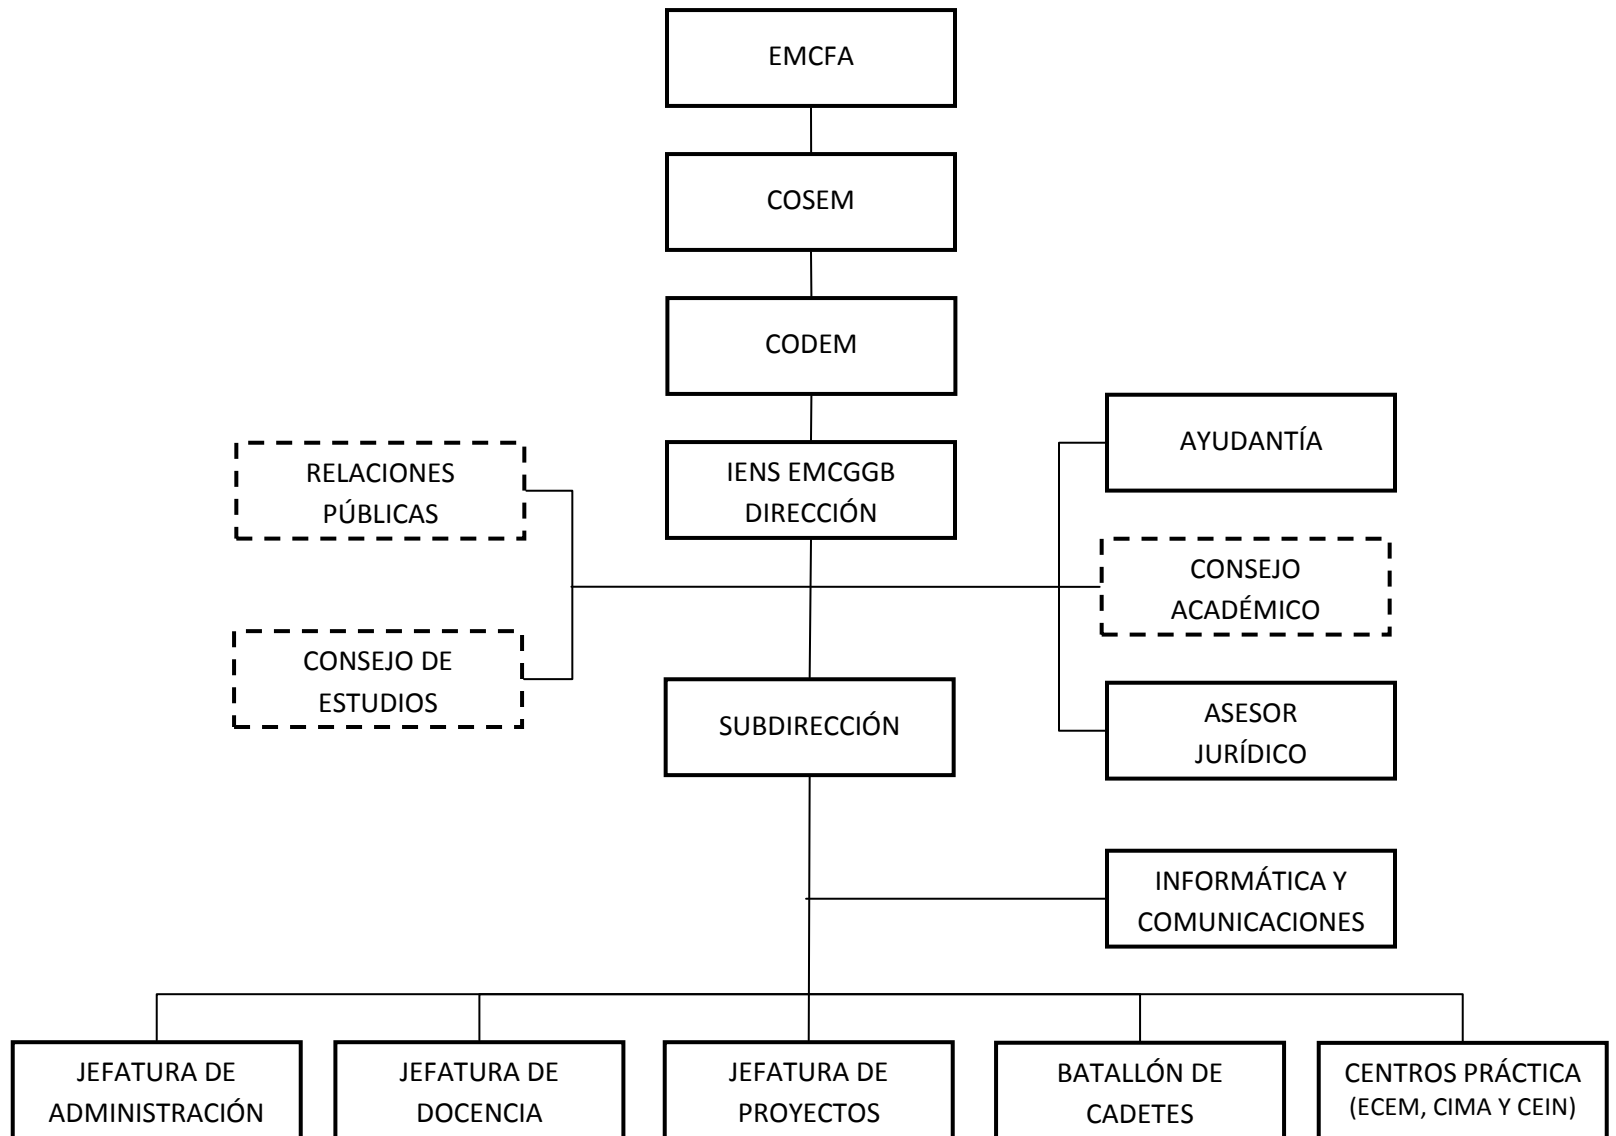 EMCFA
COSEM
CODEM
RELACIONES
PÚBLICAS
IENS EMCGGB
DIRECCIÓN
AYUDANTÍA
CONSEJO
ACADÉMICO
CONSEJO DE
ESTUDIOS
SUBDIRECCIÓN
ASESOR
JURÍDICO
INFORMÁTICA Y
COMUNICACIONES
JEFATURA DE
ADMINISTRACIÓN
JEFATURA DE
DOCENCIA
JEFATURA DE
PROYECTOS
BATALLÓN DE
CADETES
CENTROS PRÁCTICA
(ECEM, CIMA Y CEIN)